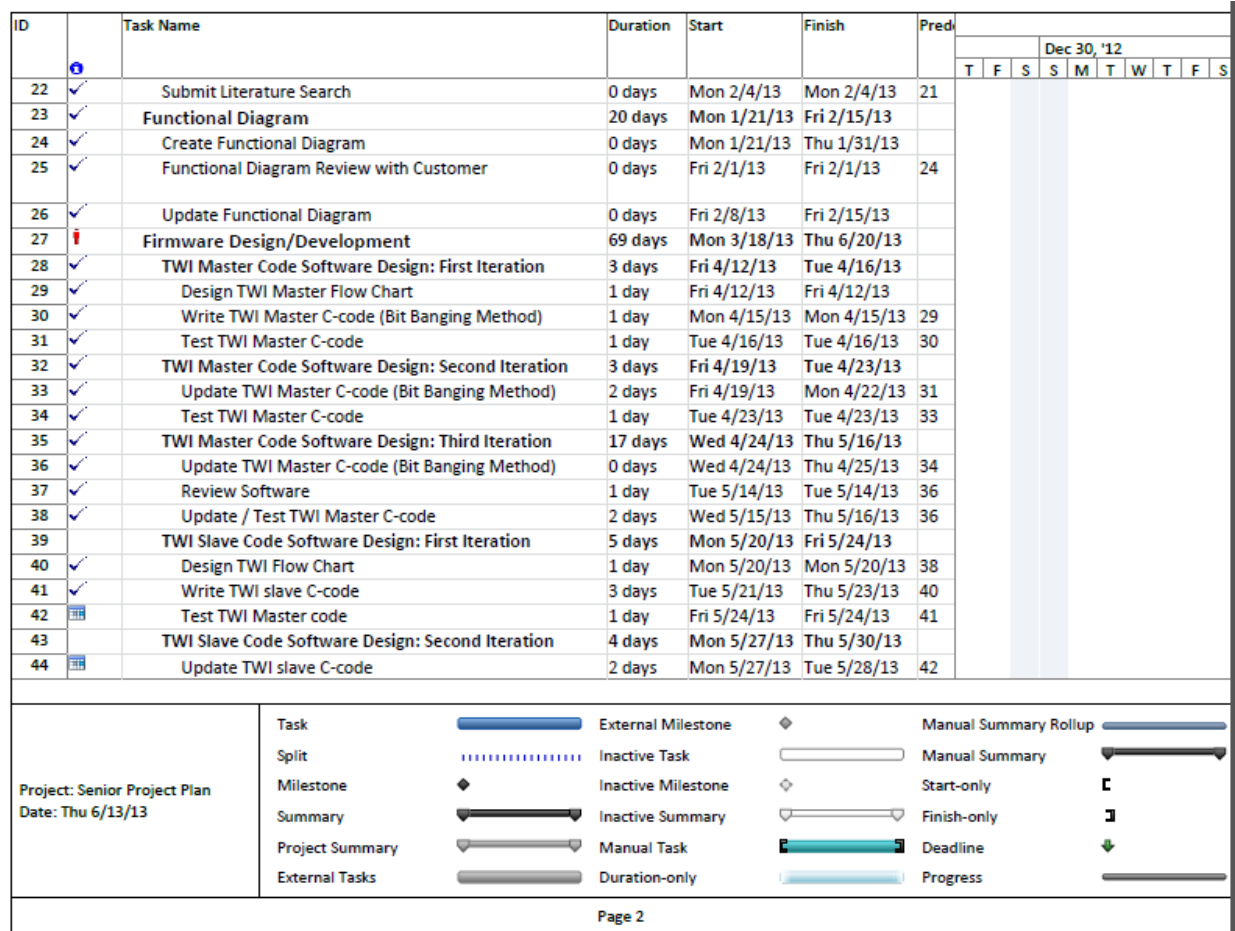 ID Task Name Duration Start Finish Pred
Dec 30, '12
T F S S M T W T F S
22 Submit Literature Search 0 days Mon 2/4/13 Mon 2/4/13 21
23 Functional Diagram 20 days Mon 1/21/13 Fri 2/15/13
24 Create Functional Diagram 0 days Mon 1/21/13 Thu 1/31/13
25 Functional Diagram Review with Customer 0 days Fri 2/1/13 Fri 2/1/13 24
26 Update Functional Diagram 0 days Fri 2/8/13 Fri 2/15/13
27 Firmware Design/Development 69 days Mon 3/18/13 Thu 6/20/13
28 TWI Master Code Software Design: First Iteration 3 days Fri 4/12/13 Tue 4/16/13
29 Design TWI Master Flow Chart 1 day Fri 4/12/13 Fri 4/12/13
30 Write TWI Master C-code (Bit Banging Method) 1 day Mon 4/15/13 Mon 4/15/13 29
31 Test TWI Master C-code 1 day Tue 4/16/13 Tue 4/16/13 30
32 TWI Master Code Software Design: Second Iteration 3 days Fri 4/19/13 Tue 4/23/13
33 Update TWI Master C-code (Bit Banging Method) 2 days Fri 4/19/13 Mon 4/22/13 31
34 Test TWI Master C-code 1 day Tue 4/23/13 Tue 4/23/13 33
35 TWI Master Code Software Design: Third Iteration 17 days Wed 4/24/13 Thu 5/16/13
36 Update TWI Master C-code (Bit Banging Method) 0 days Wed 4/24/13 Thu 4/25/13 34
37 Review Software 1 day Tue 5/14/13 Tue 5/14/13 36
38 Update / Test TWI Master C-code 2 days Wed 5/15/13 Thu 5/16/13 36
39 TWI Slave Code Software Design: First Iteration 5 days Mon 5/20/13 Fri 5/24/13
40 Design TWI Flow Chart 1 day Mon 5/20/13 Mon 5/20/13 38
41 Write TWI slave C-code 3 days Tue 5/21/13 Thu 5/23/13 40
42 Test TWI Master code 1 day Fri 5/24/13 Fri 5/24/13 41
43 TWI Slave Code Software Design: Second Iteration 4 days Mon 5/27/13 Thu 5/30/13
44 Update TWI slave C-code 2 days Mon 5/27/13 Tue 5/28/13 42
Project: Senior Project Plan
Date: Thu 6/13/13
Task External Milestone Manual Summary Rollup
Split Inactive Task Manual Summary
Milestone Inactive Milestone Start-only
Summary Inactive Summary Finish-only
Project Summary Manual Task Deadline
External Tasks Duration-only Progress
Page 2